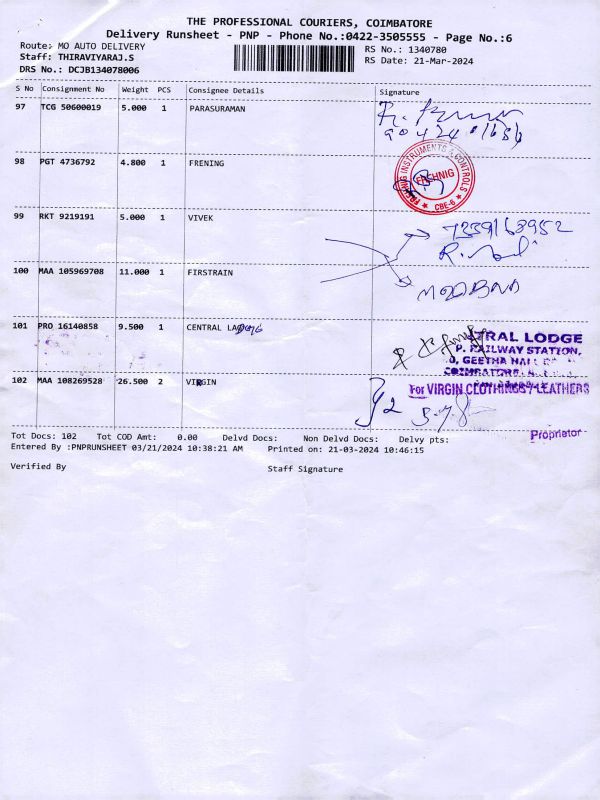 THE PROFESSIONAL COURIERS, COIMBATORE
Delivery Runsheet - PNP - Phone No.:0422-3505555 - Page No.:6
Route: MO AUTO DELIVERY RS No.: 1340780
Staff: THIRAVIYARAJ.S RS Date: 21-Mar-2024
DRS No.: DCJB134078006
S No Consignment No Weight PCS Consignee Details Signature
97 TCG 50600019 5.000 1 PARASURAMAN
98 PGT 4736792 4.800 1 FRENING
INSTRUMENTS & CONTROLS
CBE-6
99 RKT 9219191 5.000 1 VIVEK
100 MAA 105969708 11.000 1 FIRSTRAIN
101 PRO 16140858 9.500 1 CENTRAL
TRAL LODGE
RAILWAY STATION,
GEETHA HALL
102 MAA 108269528 26.500 2 VIRGIN
For VIRGIN CLOTHINGS / LEATHERS
Proprietor
Tot Docs: 102 Tot COD Amt: 0.00 Delvd Docs: Non Delvd Docs: Delvy pts:
Entered By :PNPRUNSHEET 03/21/2024 10:38:21 AM Printed on: 21-03-2024 10:46:15
Verified By Staff Signature